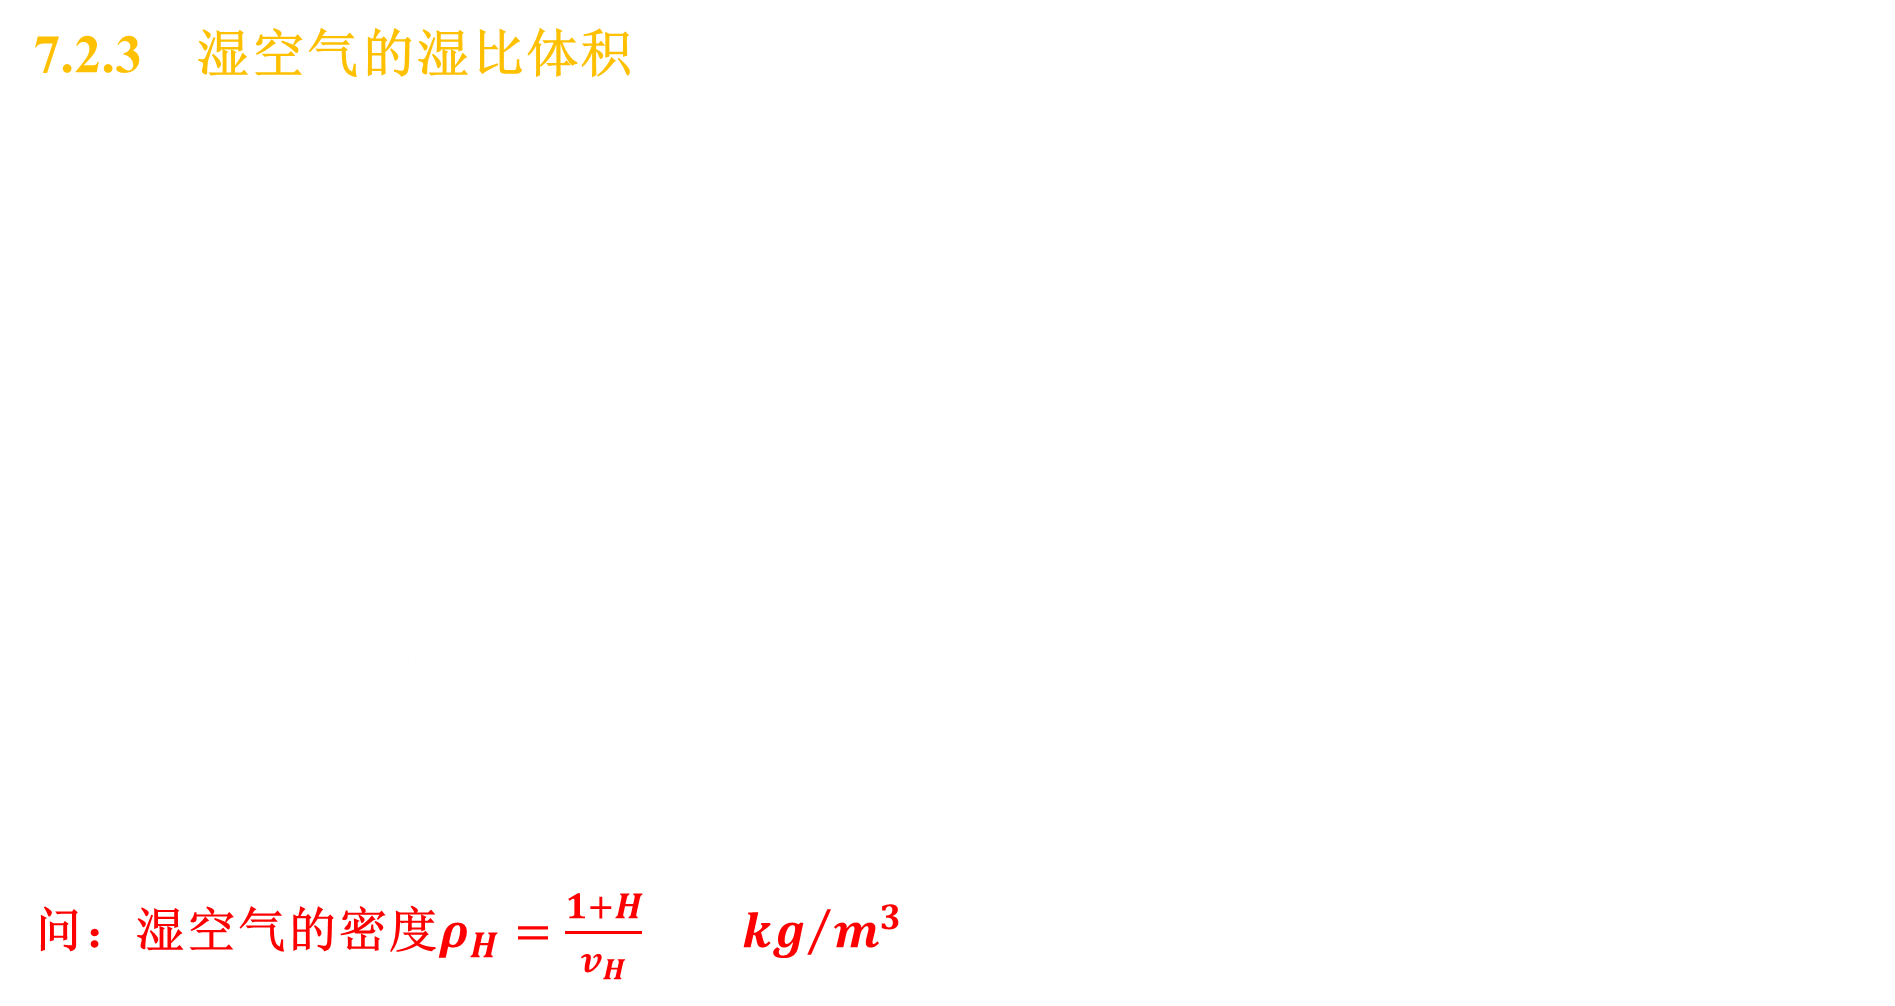 7.2.3 湿空气的湿比体积
问：湿空气的密度ρ_H = (1+H)/v_H kg/m³